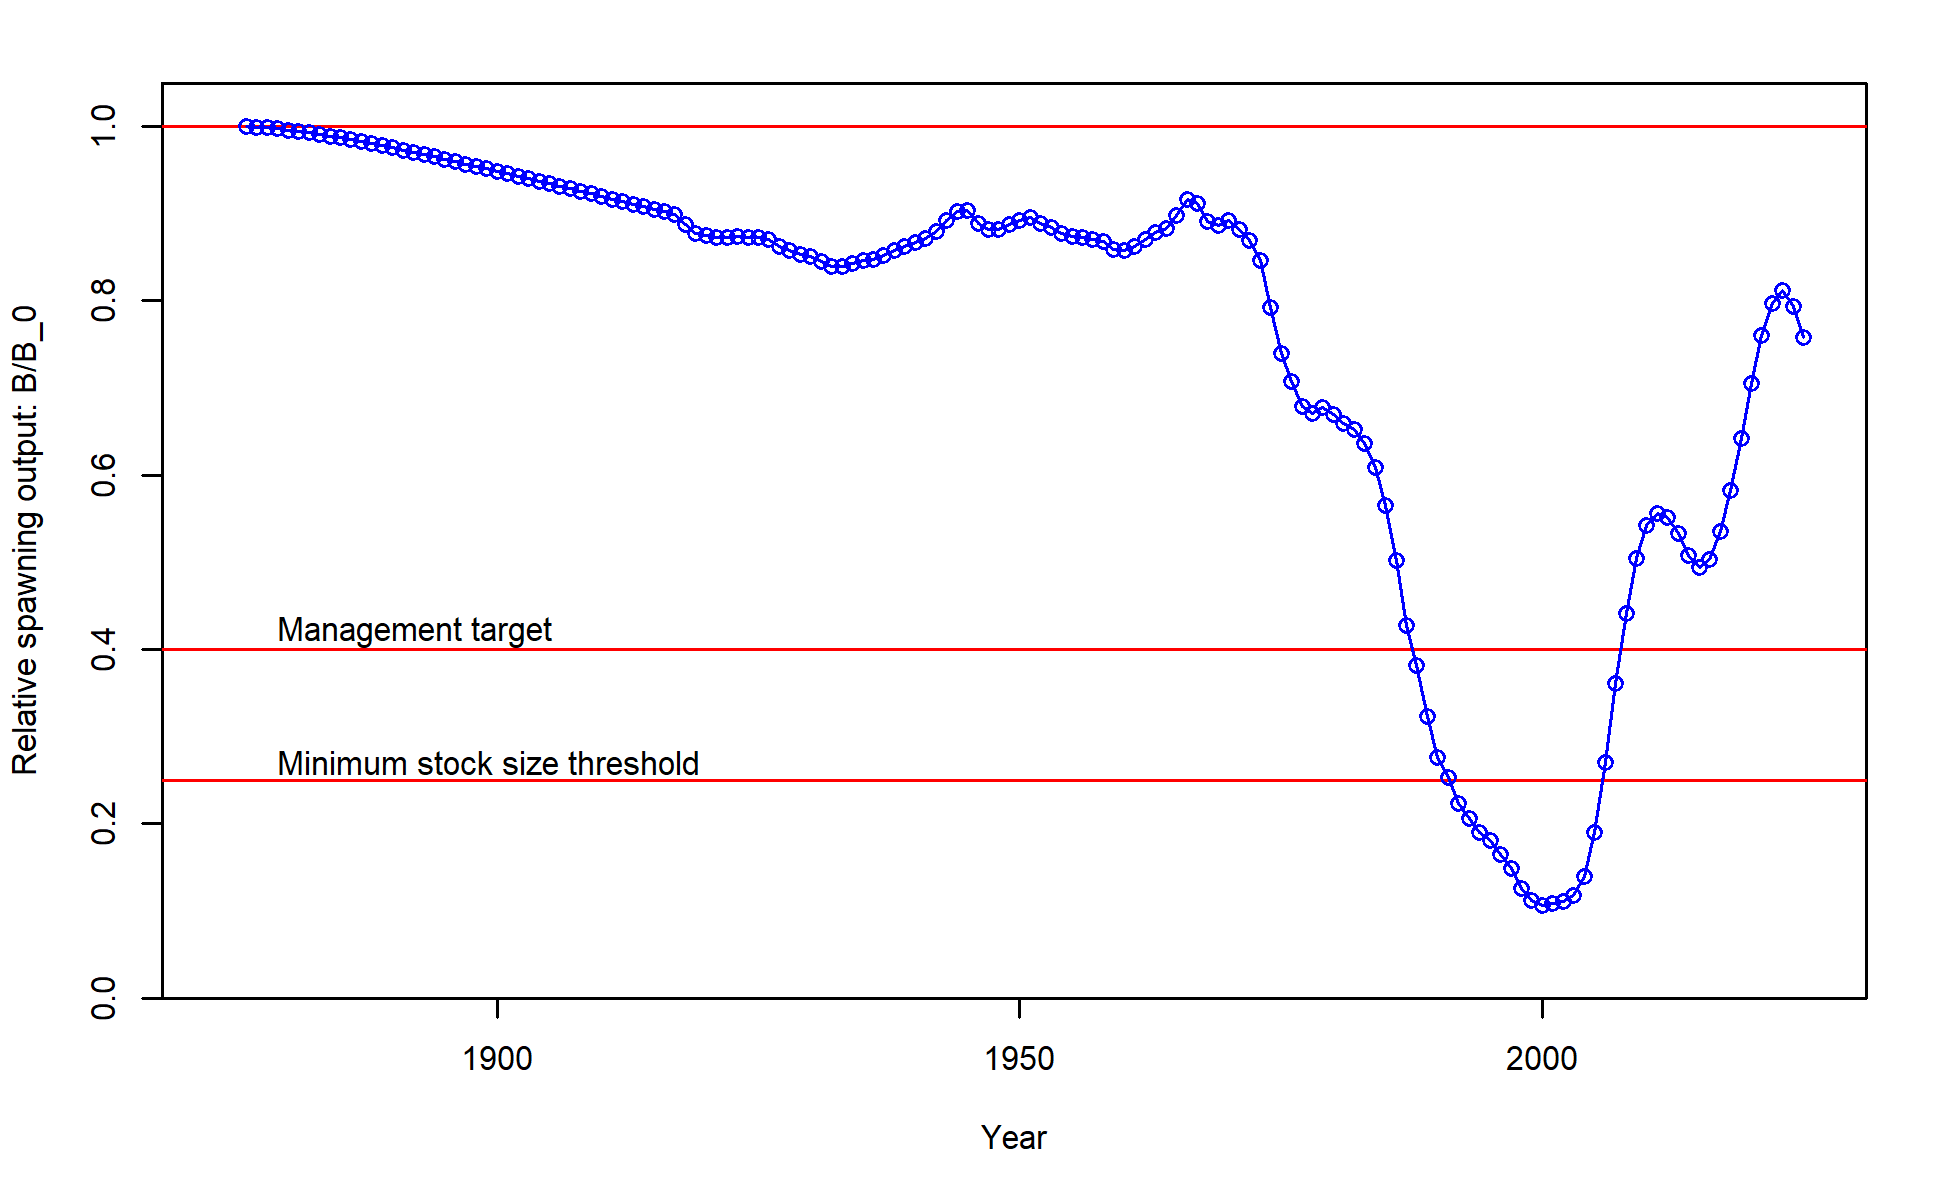 Relative spawning output: B/B_0
1.0
0.8
0.6
0.4
0.2
0.0
Management target
Minimum stock size threshold
1900 1950 2000
Year